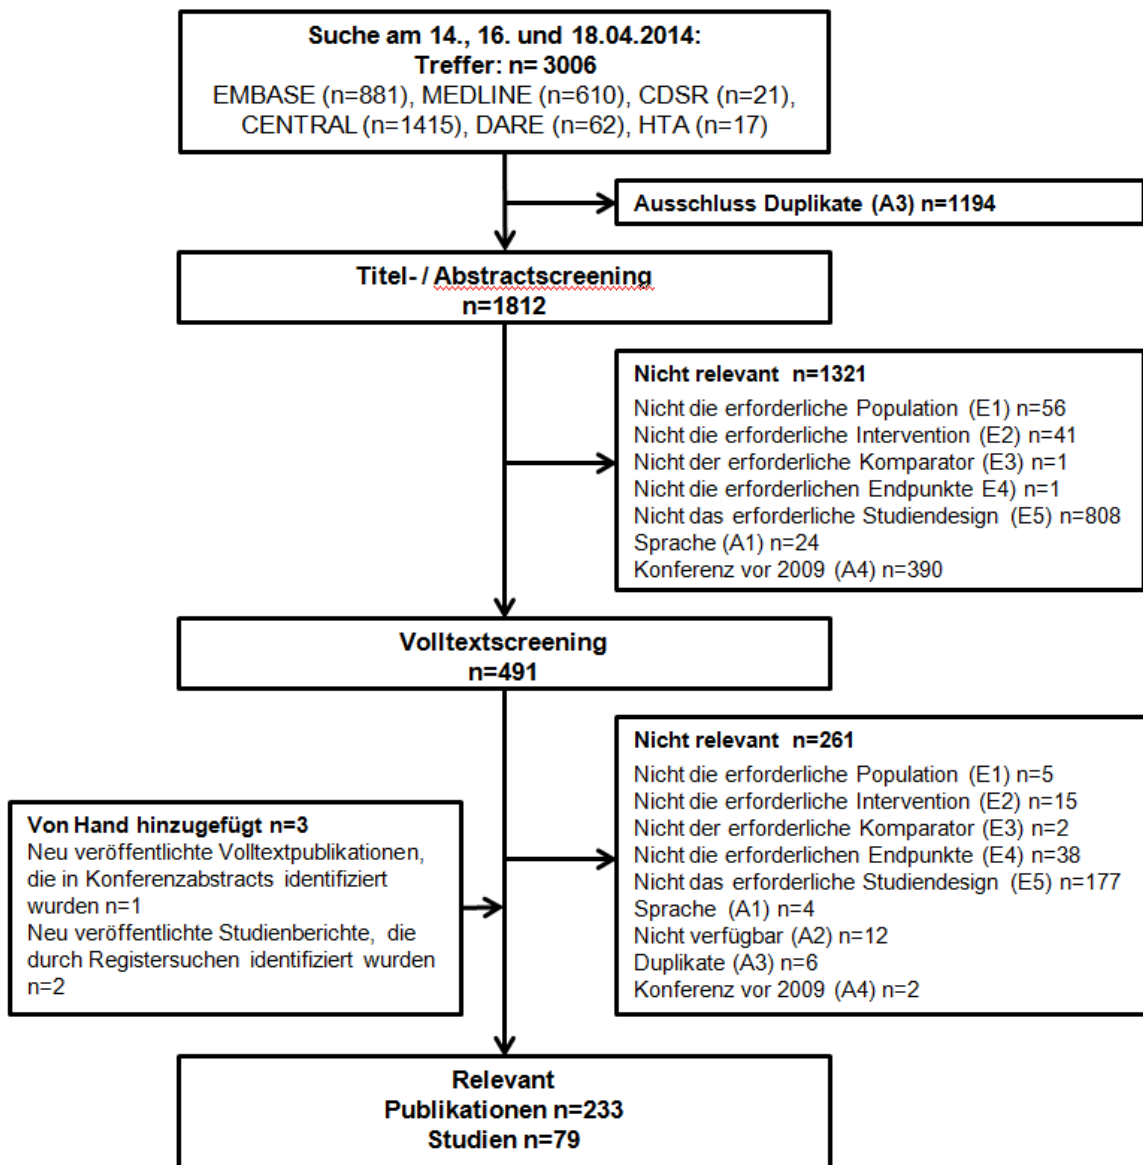 Suche am 14., 16. und 18.04.2014:
Treffer: n= 3006
EMBASE (n=881), MEDLINE (n=610), CDSR (n=21),
CENTRAL (n=1415), DARE (n=62), HTA (n=17)
Ausschluss Duplikate (A3) n=1194
Titel- / Abstractscreening
n=1812
Nicht relevant n=1321
Nicht die erforderliche Population (E1) n=56
Nicht die erforderliche Intervention (E2) n=41
Nicht der erforderliche Komparator (E3) n=1
Nicht die erforderlichen Endpunkte E4) n=1
Nicht das erforderliche Studiendesign (E5) n=808
Sprache (A1) n=24
Konferenz vor 2009 (A4) n=390
Volltextscreening
n=491
Nicht relevant n=261
Nicht die erforderliche Population (E1) n=5
Nicht die erforderliche Intervention (E2) n=15
Nicht der erforderliche Komparator (E3) n=2
Nicht die erforderlichen Endpunkte (E4) n=38
Nicht das erforderliche Studiendesign (E5) n=177
Sprache (A1) n=4
Nicht verfügbar (A2) n=12
Duplikate (A3) n=6
Konferenz vor 2009 (A4) n=2
Von Hand hinzugefügt n=3
Neu veröffentlichte Volltextpublikationen,
die in Konferenzabstracts identifiziert
wurden n=1
Neu veröffentlichte Studienberichte, die
durch Registersuchen identifiziert wurden
n=2
Relevant
Publikationen n=233
Studien n=79